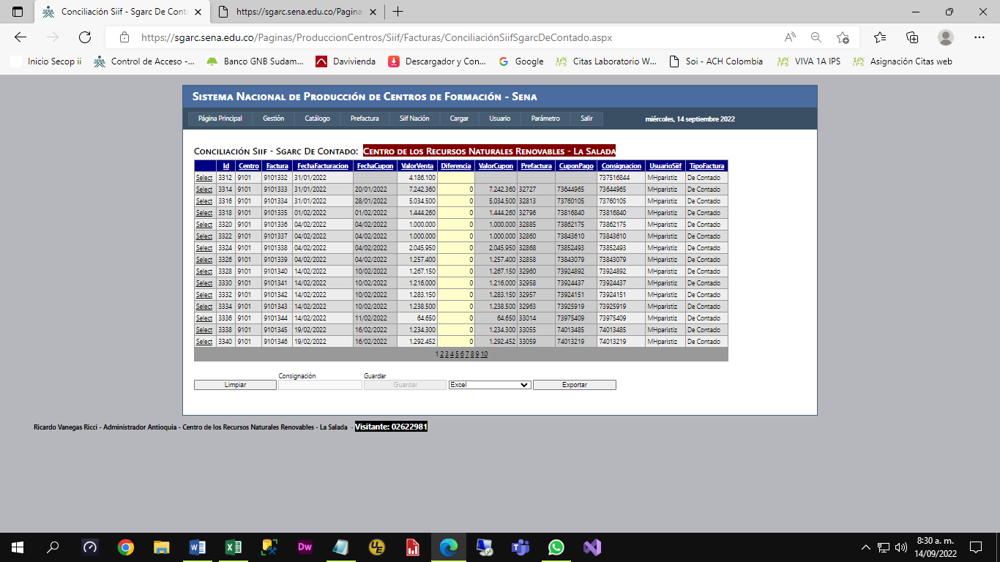 Conciliación Siif - Sgarc De Conta
https://sgarc.sena.edu.co/Pagina
https://sgarc.sena.edu.co/Paginas/ProduccionCentros/Siif/Facturas/ConciliaciónSiifSgarcDeContado.aspx
Inicio Secop ii Control de Acceso -... Banco GNB Sudam... Davivienda Descargador y Con... Google Citas Laboratorio W... Soi - ACH Colombia VIVA 1A IPS Asignación Citas web
Sistema Nacional de Producción de Centros de Formación - Sena
Página Principal Gestión Catálogo Prefactura Siif Nación Cargar Usuario Parámetro Salir miércoles, 14 septiembre 2022
Conciliación Siif - Sgarc De Contado: Centro de los Recursos Naturales Renovables - La Salada
Id Centro Factura FechaFacturacion FechaCupon ValorVenta Diferencia ValorCupon Prefactura CuponPago Consignacion UsuarioSiif TipoFactura
Select 3312 9101 9101332 31/01/2022 4.186.100 737516844 MHparistiz De Contado
Select 3314 9101 9101333 31/01/2022 20/01/2022 7.242.360 0 7.242.360 32727 73644965 73644965 MHparistiz De Contado
Select 3316 9101 9101334 31/01/2022 28/01/2022 5.034.500 0 5.034.500 32813 73760105 73760105 MHparistiz De Contado
Select 3318 9101 9101335 01/02/2022 01/02/2022 1.444.260 0 1.444.260 32796 73816840 73816840 MHparistiz De Contado
Select 3320 9101 9101336 04/02/2022 04/02/2022 1.000.000 0 1.000.000 32885 73862175 73862175 MHparistiz De Contado
Select 3322 9101 9101337 04/02/2022 04/02/2022 1.000.000 0 1.000.000 32860 73843610 73843610 MHparistiz De Contado
Select 3324 9101 9101338 04/02/2022 04/02/2022 2.045.950 0 2.045.950 32868 73852493 73852493 MHparistiz De Contado
Select 3326 9101 9101339 04/02/2022 04/02/2022 1.257.400 0 1.257.400 32858 73843079 73843079 MHparistiz De Contado
Select 3328 9101 9101340 14/02/2022 10/02/2022 1.267.150 0 1.267.150 32960 73924892 73924892 MHparistiz De Contado
Select 3330 9101 9101341 14/02/2022 10/02/2022 1.216.000 0 1.216.000 32958 73924437 73924437 MHparistiz De Contado
Select 3332 9101 9101342 14/02/2022 10/02/2022 1.283.150 0 1.283.150 32957 73924151 73924151 MHparistiz De Contado
Select 3334 9101 9101343 14/02/2022 10/02/2022 1.238.500 0 1.238.500 32963 73925919 73925919 MHparistiz De Contado
Select 3336 9101 9101344 14/02/2022 11/02/2022 64.650 0 64.650 33014 73975409 73975409 MHparistiz De Contado
Select 3338 9101 9101345 19/02/2022 16/02/2022 1.234.300 0 1.234.300 33055 74013485 74013485 MHparistiz De Contado
Select 3340 9101 9101346 19/02/2022 16/02/2022 1.292.452 0 1.292.452 33059 74013219 74013219 MHparistiz De Contado
1 2 3 4 5 6 7 8 9 10
Consignación Guardar
Limpiar Guardar Excel Exportar
Ricardo Vanegas Ricci - Administrador Antioquia - Centro de los Recursos Naturales Renovables - La Salada - Visitante: 02622981
Dw UE
8:30 a. m.
14/09/2022